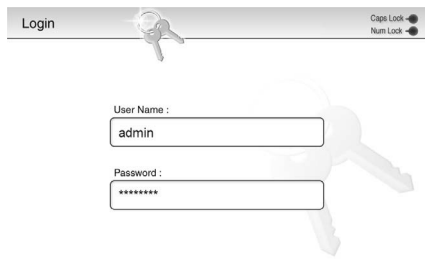 Login
Caps Lock
Num Lock
User Name :
admin
Password :
********